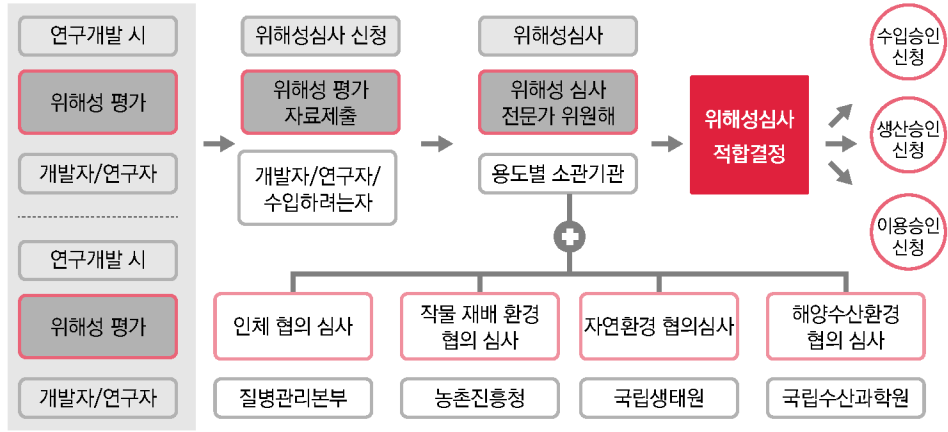 연구개발 시
위해성 평가
개발자/연구자
연구개발 시
위해성 평가
개발자/연구자
위해성심사 신청
위해성 평가
자료제출
개발자/연구자/
수입하려는자
위해성심사
위해성 심사
전문가 위원해
용도별 소관기관
위해성심사
적합결정
수입승인
신청
생산승인
신청
이용승인
신청
인체 협의 심사
질병관리본부
작물 재배 환경
협의 심사
농촌진흥청
자연환경 협의심사
국립생태원
해양수산환경
협의 심사
국립수산과학원